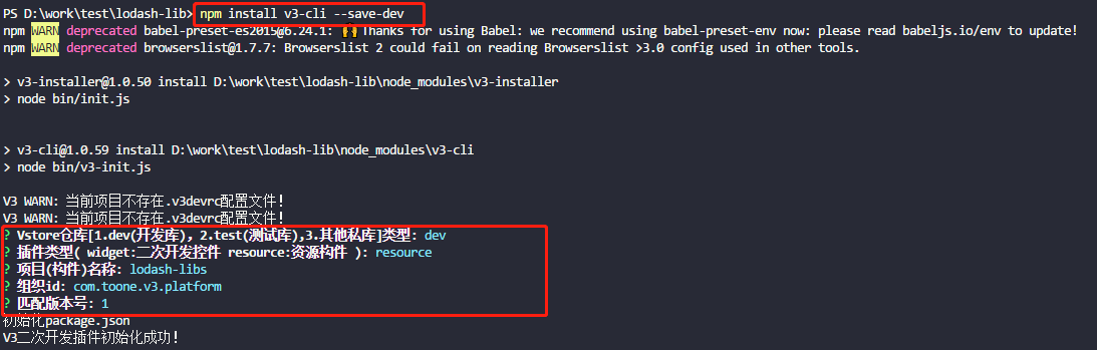 PS D:\work\test\lodash-lib> npm install v3-cli --save-dev
npm WARN deprecated babel-preset-es2015@6.24.1: 🙌 Thanks for using Babel: we recommend using babel-preset-env now: please read babeljs.io/env to update!
npm WARN deprecated browserslist@1.7.7: Browserslist 2 could fail on reading Browserslist >3.0 config used in other tools.
> v3-installer@1.0.50 install D:\work\test\lodash-lib\node_modules\v3-installer
> node bin/init.js
> v3-cli@1.0.59 install D:\work\test\lodash-lib\node_modules\v3-cli
> node bin/v3-init.js
V3 WARN: 当前项目不存在.v3devrc配置文件!
V3 WARN: 当前项目不存在.v3devrc配置文件!
? Vstore仓库[1.dev(开发库), 2.test(测试库),3.其他私库]类型: dev
? 插件类型( widget:二次开发控件 resource:资源构件 ): resource
? 项目(构件)名称: lodash-libs
? 组织id: com.toone.v3.platform
? 匹配版本号: 1
初始化package.json
V3二次开发插件初始化成功!